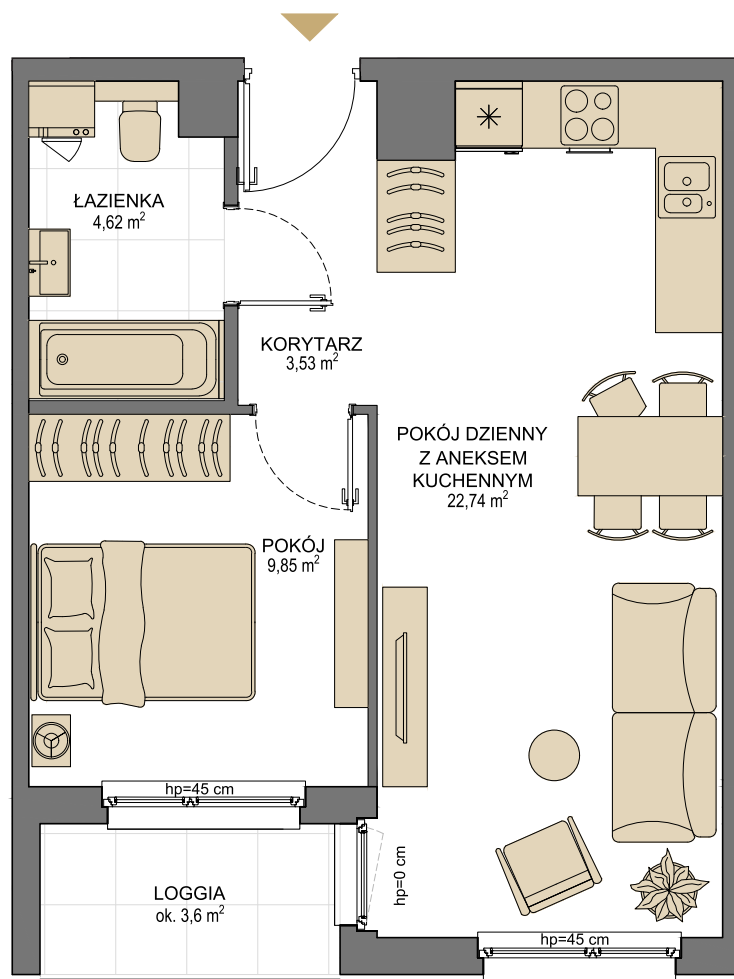 ŁAZIENKA
4,62 m²
KORYTARZ
3,53 m²
POKÓJ DZIENNY
Z ANEKSEM
KUCHENNYM
22,74 m²
POKÓJ
9,85 m²
hp=45 cm
hp=0 cm
LOGGIA
ok. 3,6 m²
hp=45 cm